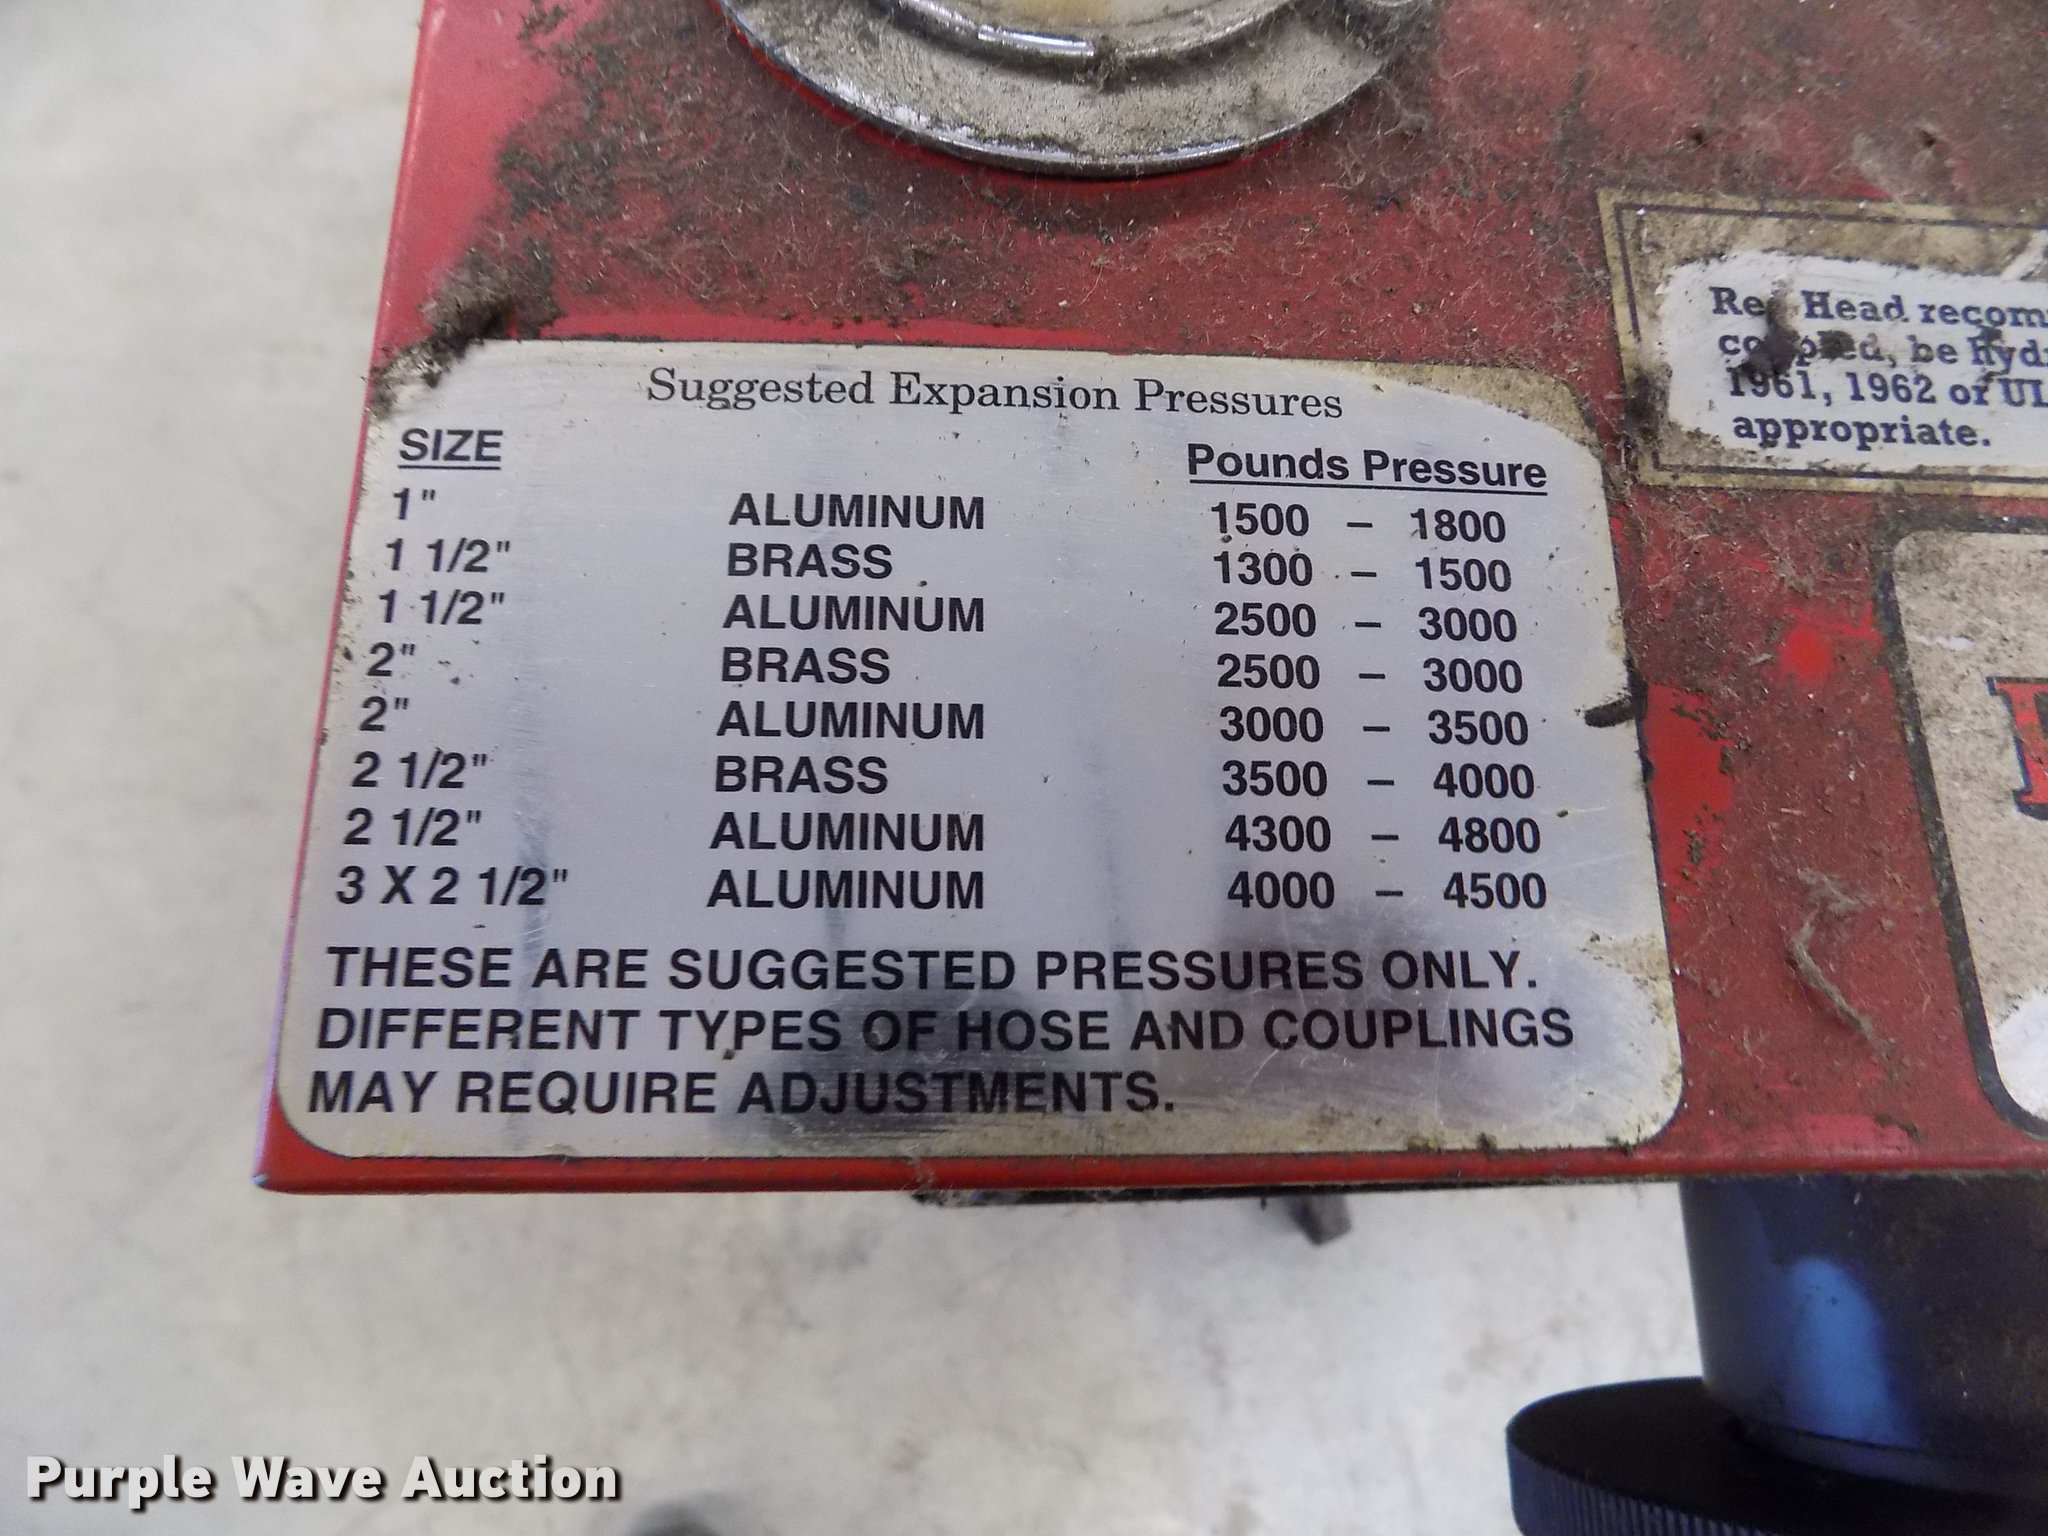 Suggested Expansion Pressures
SIZE Pounds Pressure
1" ALUMINUM 1500 – 1800
1 1/2" BRASS 1300 – 1500
1 1/2" ALUMINUM 2500 – 3000
2" BRASS 2500 – 3000
2" ALUMINUM 3000 – 3500
2 1/2" BRASS 3500 – 4000
2 1/2" ALUMINUM 4300 – 4800
3 X 2 1/2" ALUMINUM 4000 – 4500
THESE ARE SUGGESTED PRESSURES ONLY.
DIFFERENT TYPES OF HOSE AND COUPLINGS
MAY REQUIRE ADJUSTMENTS.
Red Head
be
1961, 1962 or UL
appropriate.
Purple Wave Auction